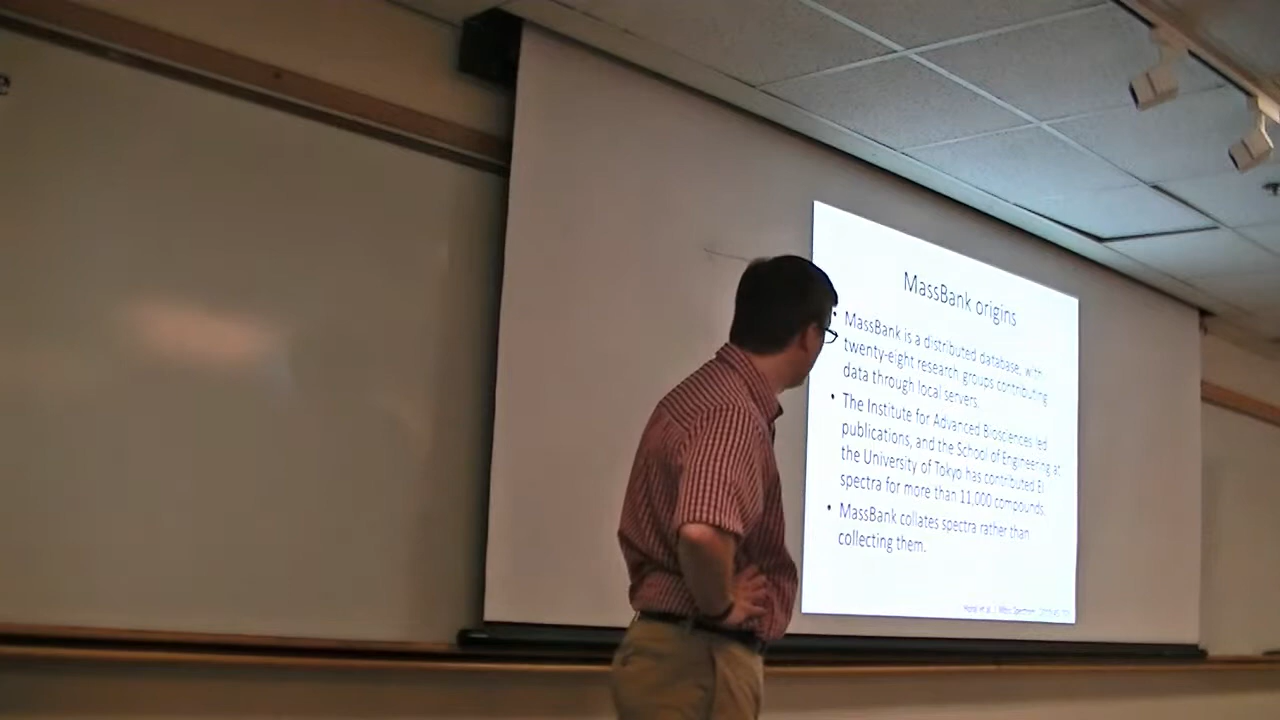 MassBank origins
• MassBank is a distributed database, with
twenty-eight research groups contributing
data through local servers.
• The Institute for Advanced Biosciences led
publications, and the School of Engineering at
the University of Tokyo has contributed EI
spectra for more than 11,000 compounds.
• MassBank collates spectra rather than
collecting them.